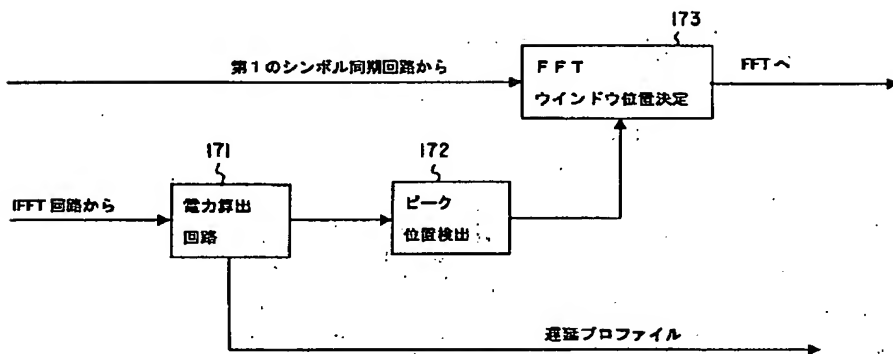 173
第1のシンボル同期回路から
FFT
ウインドウ位置決定
FFTへ
171
172
IFFT回路から
電力算出
回路
ピーク
位置検出
遅延プロファイル